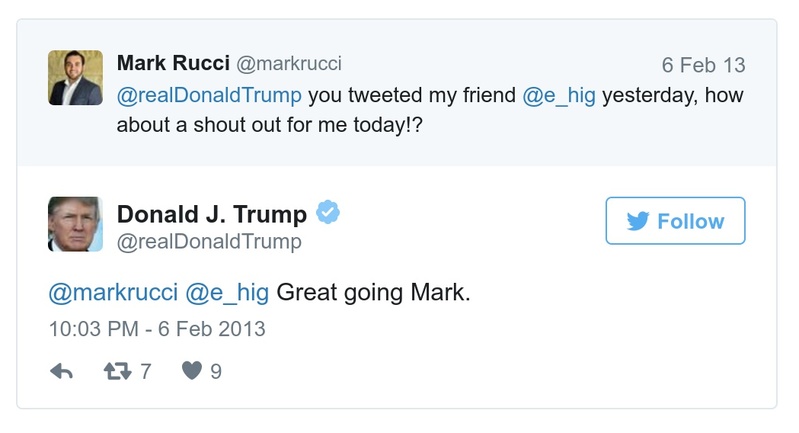 Mark Rucci @markrucci 6 Feb 13
@realDonaldTrump you tweeted my friend @e_hig yesterday, how
about a shout out for me today!?
Donald J. Trump
@realDonaldTrump
Follow
@markrucci @e_hig Great going Mark.
10:03 PM - 6 Feb 2013
7 9